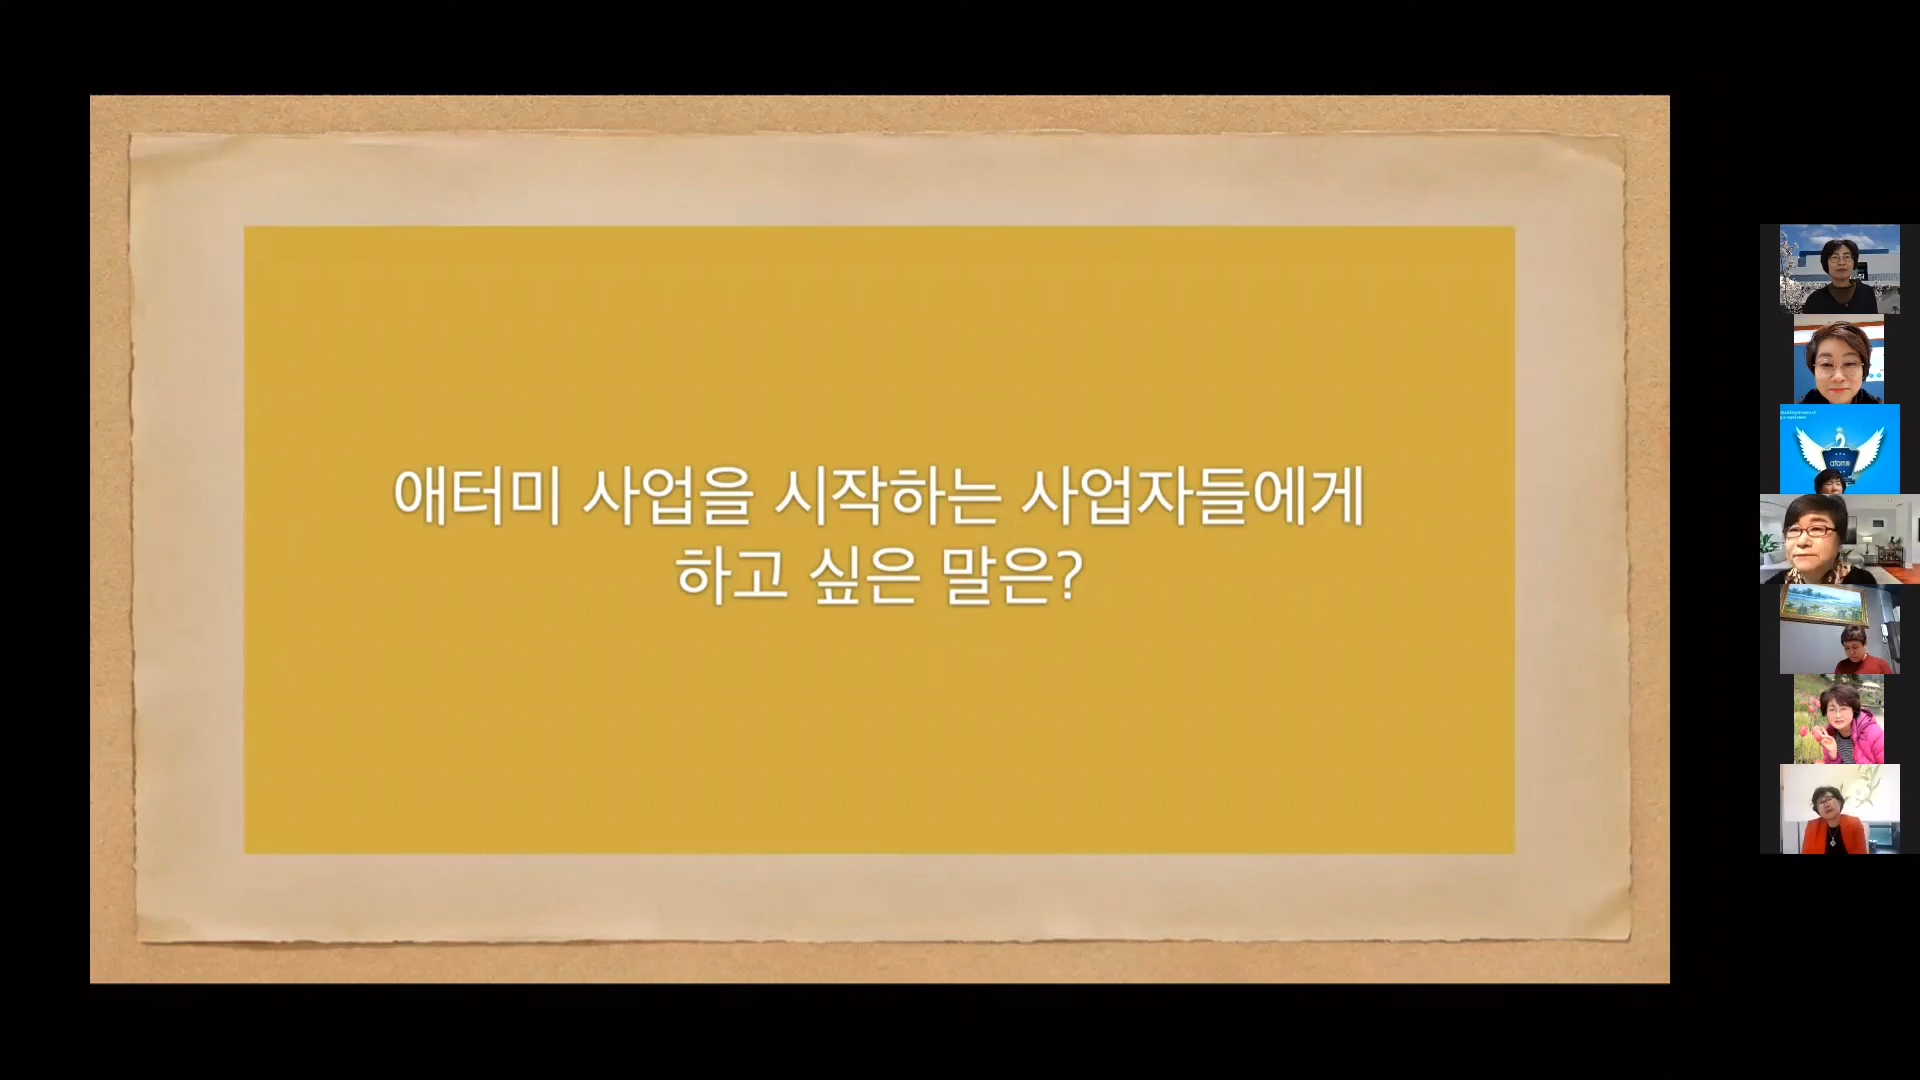 애터미 사업을 시작하는 사업자들에게
하고 싶은 말은?
atomy